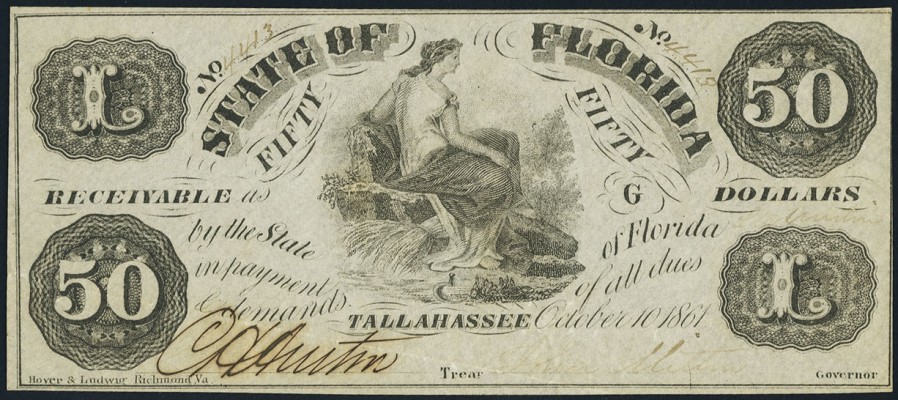 No. 4413
STATE OF FLORIDA
No. 4413
L
50
FIFTY
FIFTY
RECEIVABLE as
G
DOLLARS
by the State
of Florida
in payment
of all dues
& demands.
50
L
TALLAHASSEE October 10 1861
Treas
Governor
Hoyer & Ludwig Richmond Va